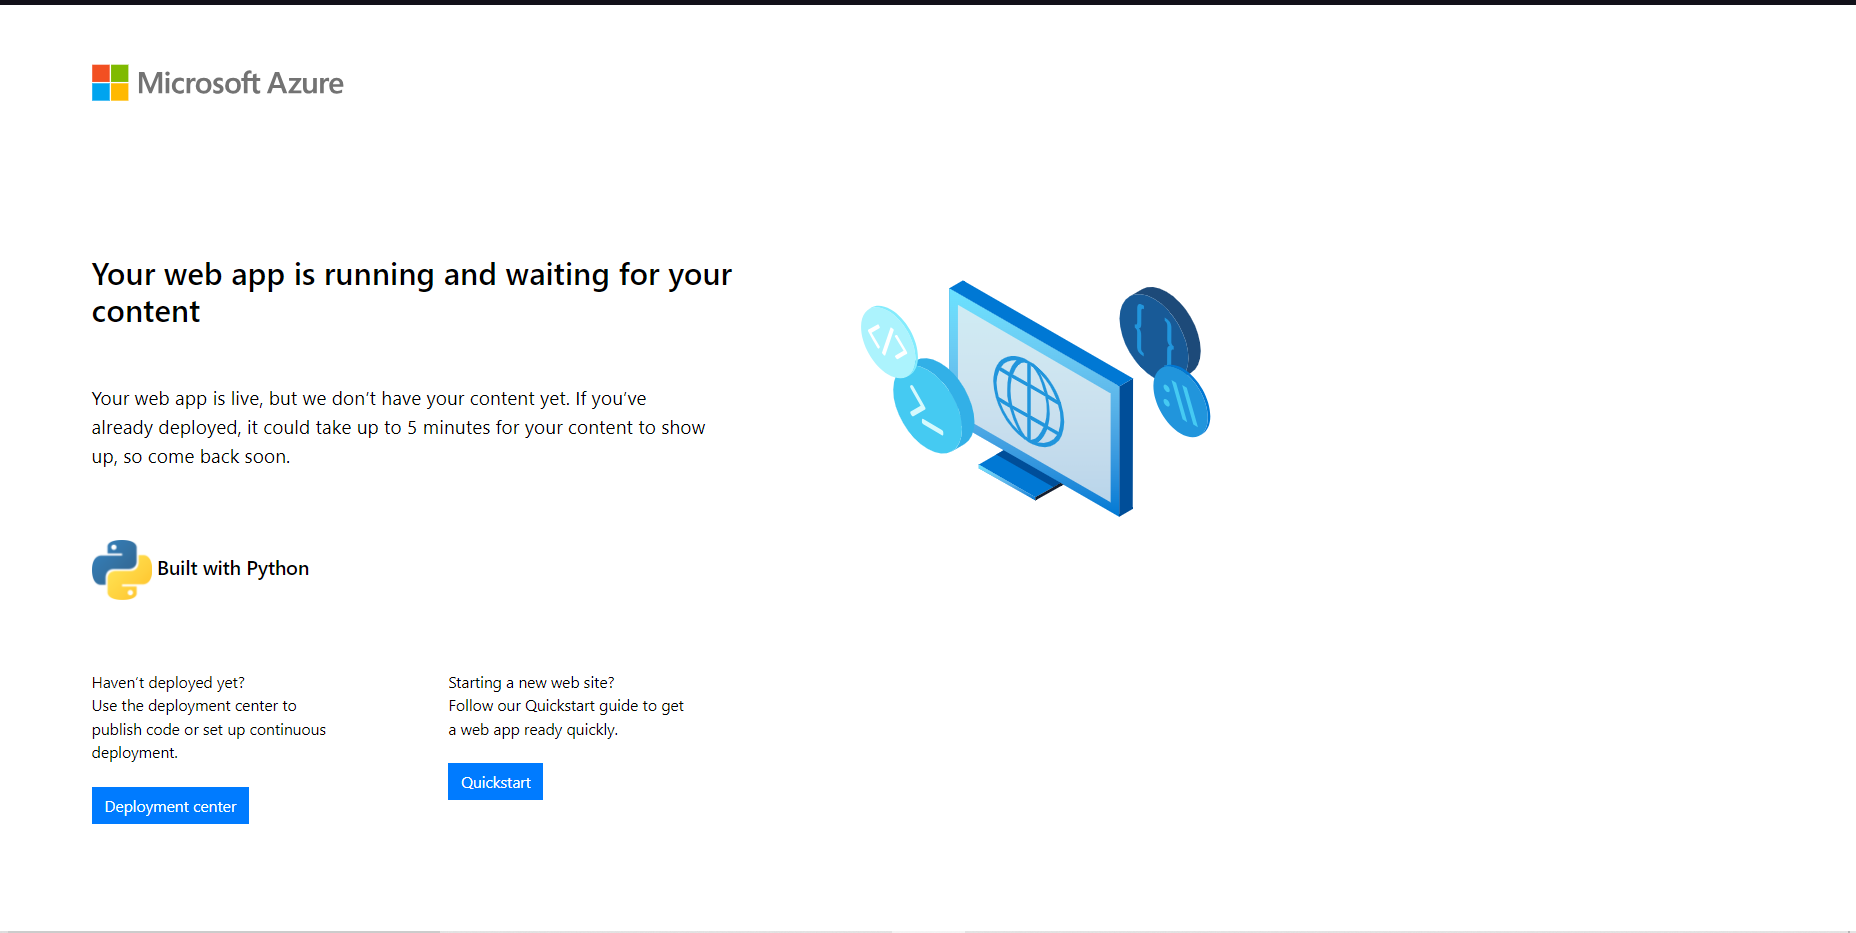 Microsoft Azure
Your web app is running and waiting for your
content
Your web app is live, but we don’t have your content yet. If you’ve
already deployed, it could take up to 5 minutes for your content to show
up, so come back soon.
Built with Python
Haven’t deployed yet?
Use the deployment center to
publish code or set up continuous
deployment.
Deployment center
Starting a new web site?
Follow our Quickstart guide to get
a web app ready quickly.
Quickstart